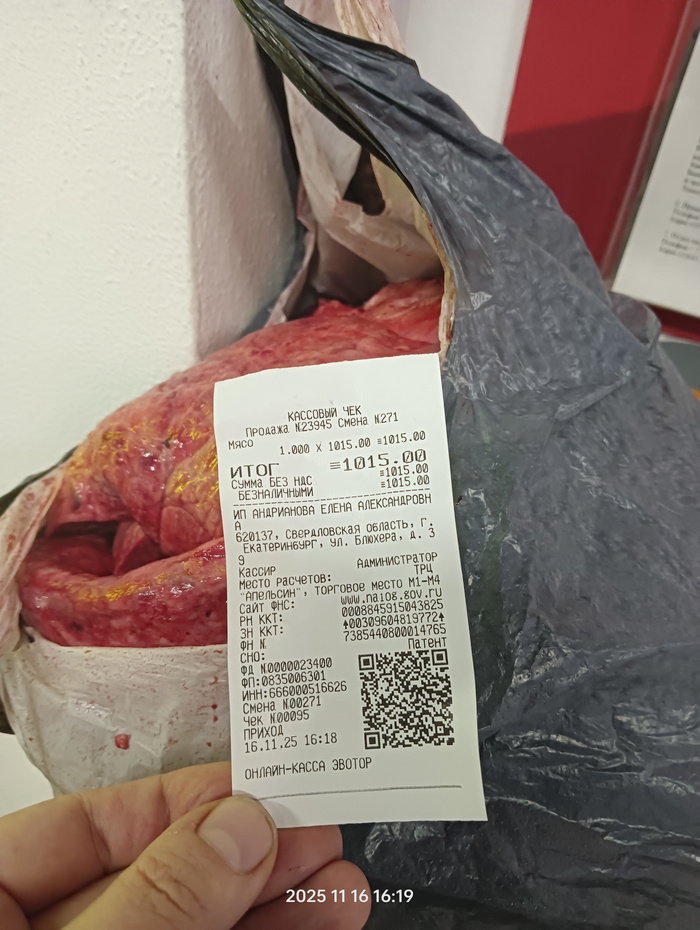 КАССОВЫЙ ЧЕК
Продажа N23945 Смена N271
Мясо
1.000 X 1015.00 ≡1015.00
ИТОГ ≡1015.00
СУММА БЕЗ НДС ≡1015.00
БЕЗНАЛИЧНЫМИ ≡1015.00
ИП АНДРИАНОВА ЕЛЕНА АЛЕКСАНДРОВН
А
620137, Свердловская область, г.
Екатеринбург, ул. Блюхера, д. 3
9
Кассир Администратор
Место расчетов: ТРЦ
"Апельсин", торговое место М1-М4
Сайт ФНС: www.nalog.gov.ru
РН ККТ: 0008845915043825
ЗН ККТ: 00309604819772
ФН N 7385440800014765
СНО: Патент
ФД N0000023400
ФП:0835006301
ИНН:666000516626
Смена N00271
Чек N00095
ПРИХОД
16.11.25 16:18
ОНЛАЙН-КАССА ЭВОТОР
2025 11 16 16:19